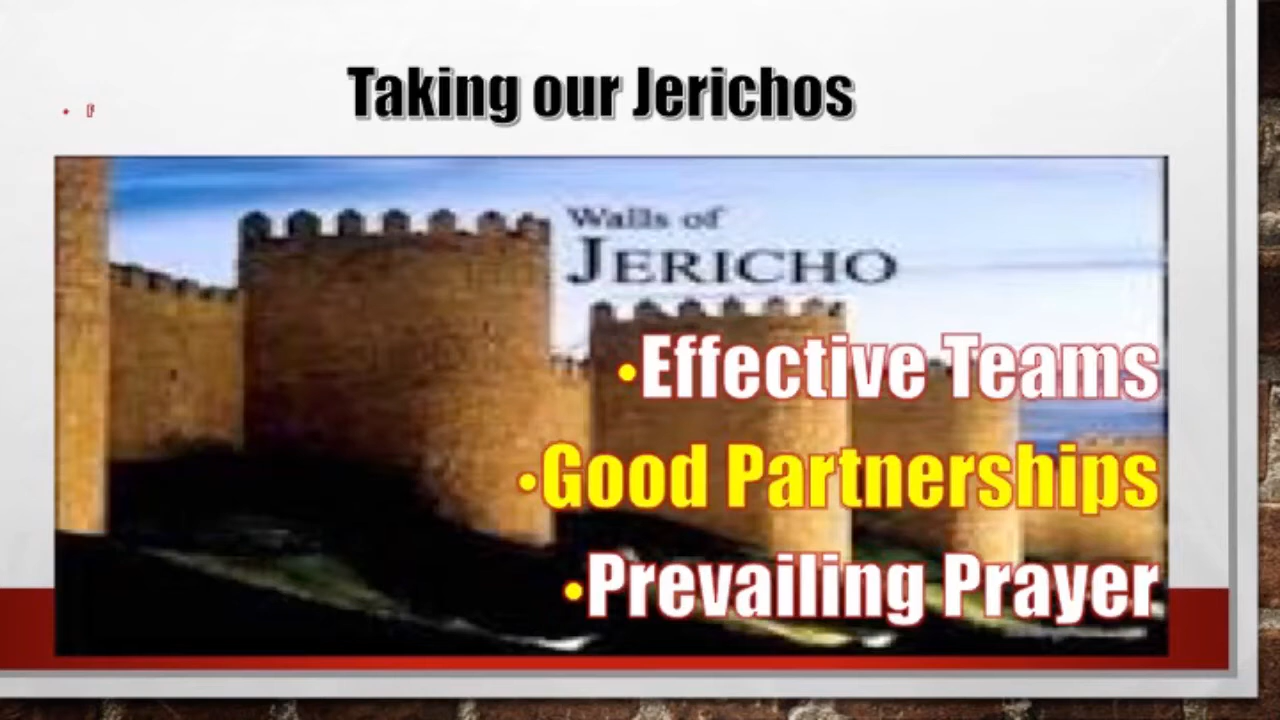 Taking our Jerichos
Walls of
JERICHO
•Effective Teams
•Good Partnerships
•Prevailing Prayer